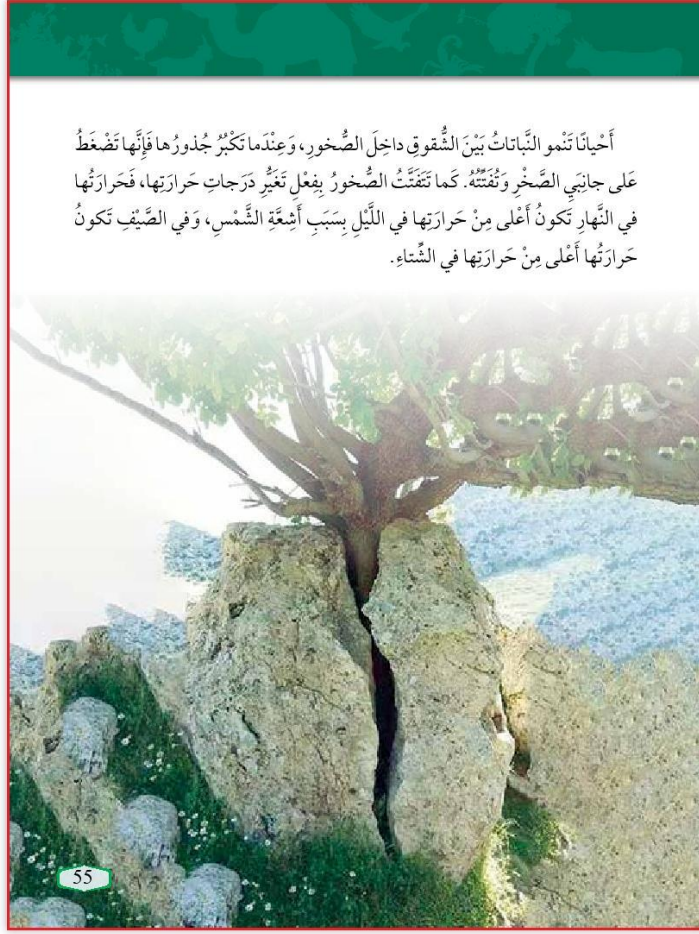 أَحْيانًا تَنْمو النَّباتاتُ بَيْنَ الشُّقوقِ داخِلَ الصُّخورِ، وَعِنْدَما تَكْبُرُ جُذورُها فَإِنَّها تَضْغَطُ
عَلى جانِبَيِ الصَّخْرِ وَتُفَتِّتُهُ. كَما تَتَفَتَّتُ الصُّخورُ بِفِعْلِ تَغَيُّرِ دَرَجاتِ حَرارَتِها، فَحَرارَتُها
في النَّهارِ تَكونُ أَعْلى مِنْ حَرارَتِها في اللَّيْلِ بِسَبَبِ أَشِعَّةِ الشَّمْسِ، وَفي الصَّيْفِ تَكونُ
حَرارَتُها أَعْلى مِنْ حَرارَتِها في الشِّتاءِ.
55